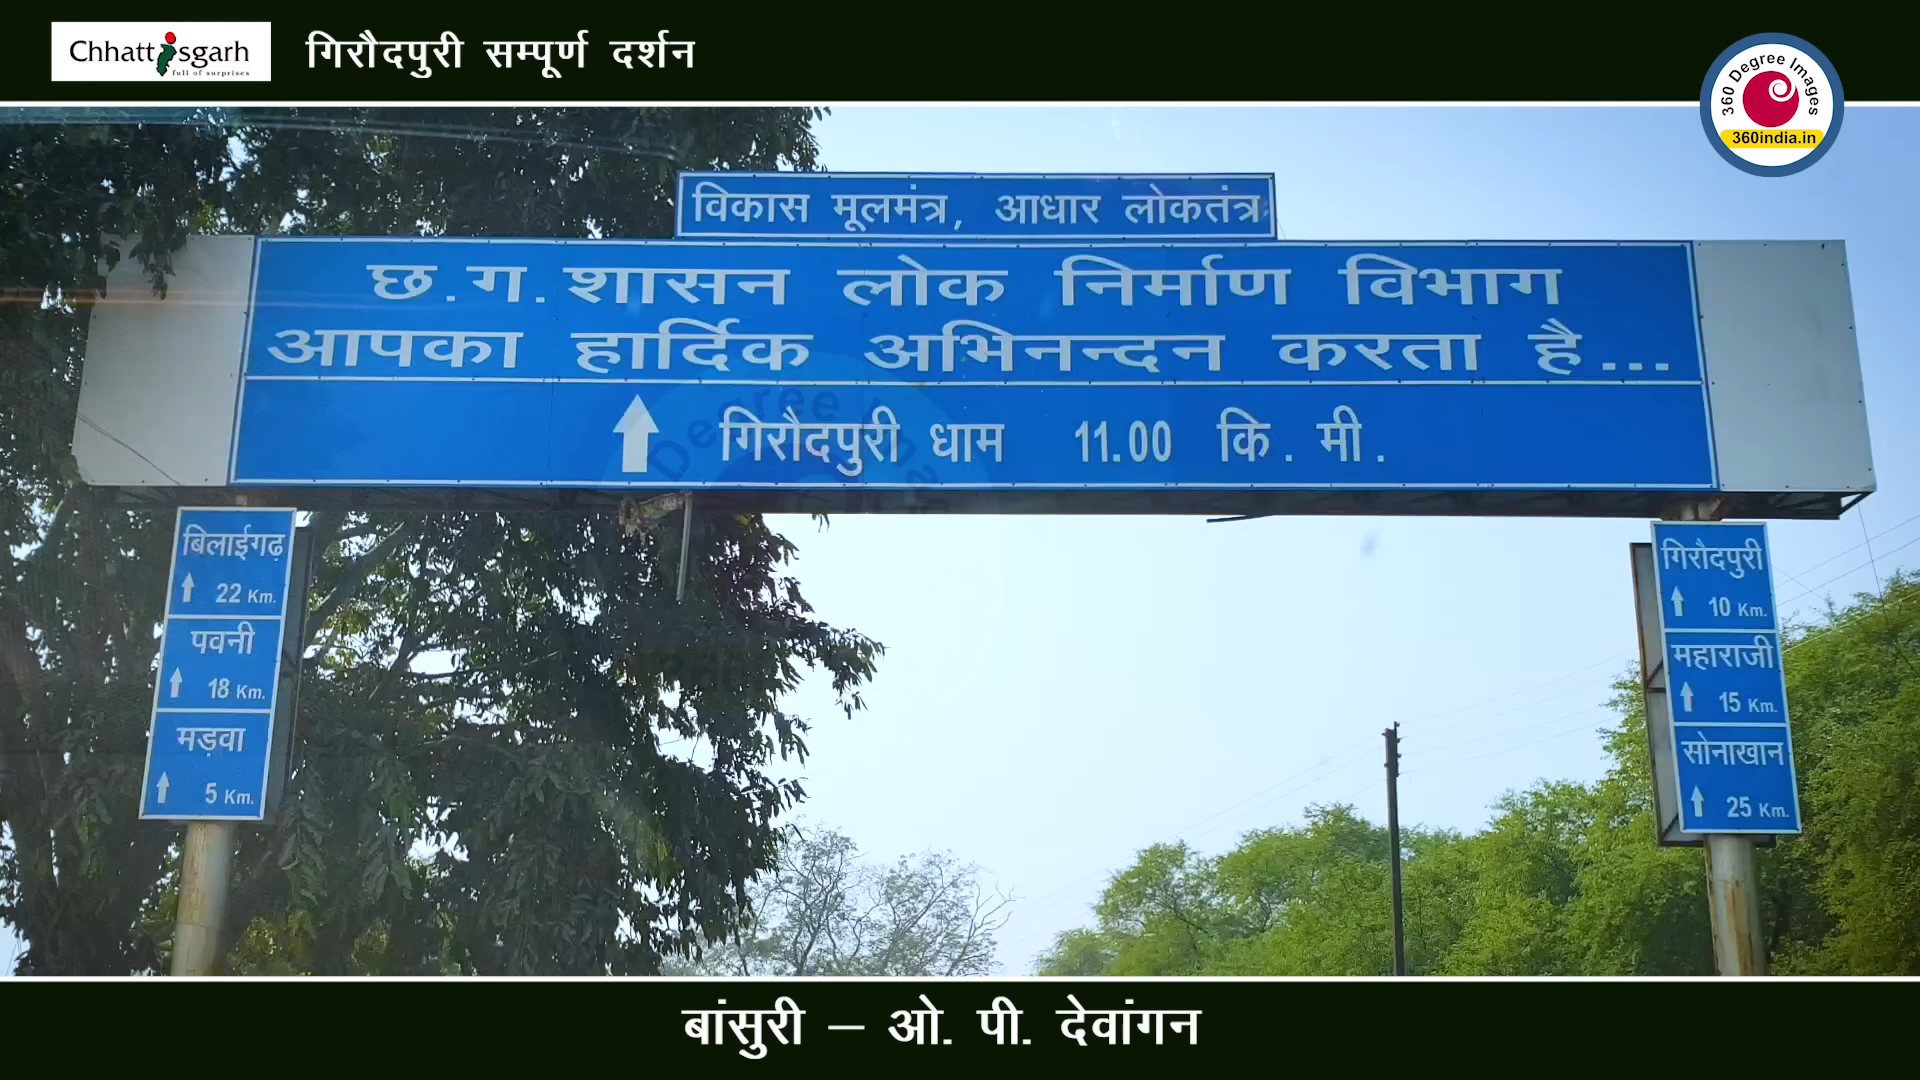 Chhattisgarh
full of surprises
गिरौदपुरी सम्पूर्ण दर्शन
360 Degree Images
360india.in
विकास मूलमंत्र, आधार लोकतंत्र
छ.ग. शासन लोक निर्माण विभाग
आपका हार्दिक अभिनन्दन करता है...
गिरौदपुरी धाम 11.00 कि. मी.
बिलाईगढ़
22 Km.
पवनी
18 Km.
मड़वा
5 Km.
गिरौदपुरी
10 Km.
महाराजी
15 Km.
सोनाखान
25 Km.
बांसुरी – ओ. पी. देवांगन